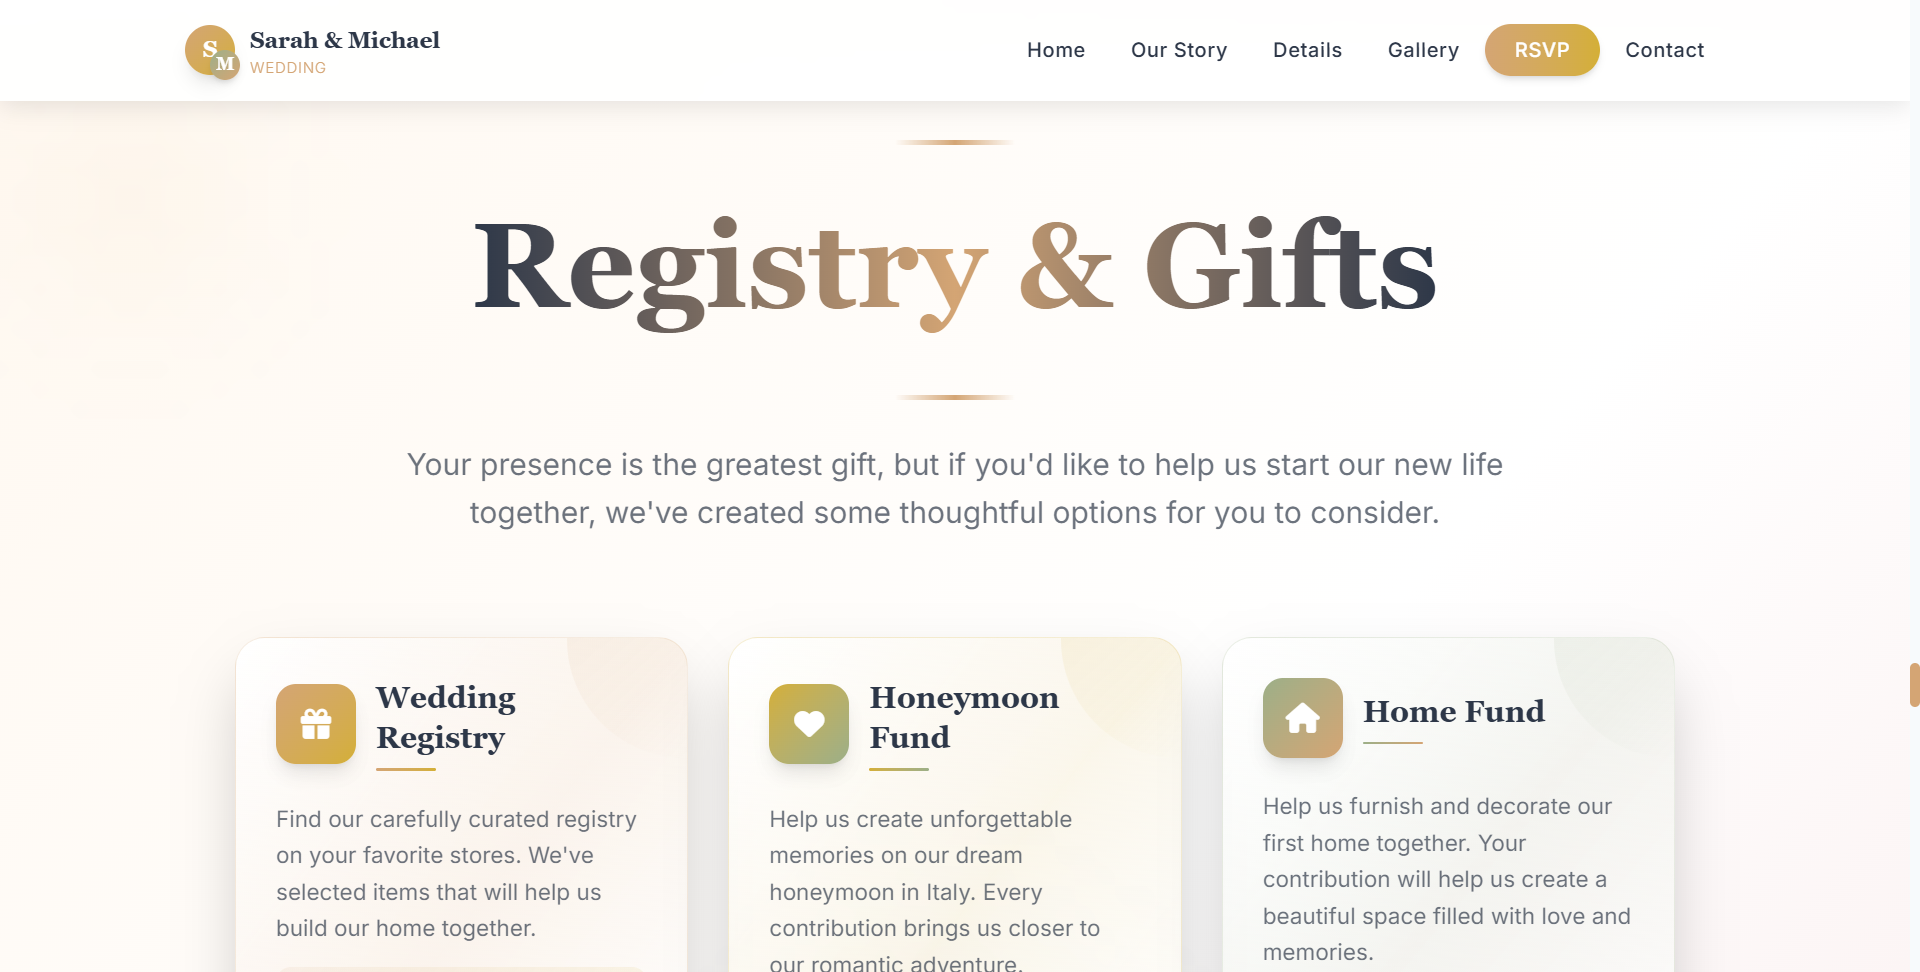 S
M
Sarah & Michael
WEDDING
Home
Our Story
Details
Gallery
RSVP
Contact
Registry & Gifts
Your presence is the greatest gift, but if you'd like to help us start our new life
together, we've created some thoughtful options for you to consider.
Wedding
Registry
Find our carefully curated registry
on your favorite stores. We've
selected items that will help us
build our home together.
Honeymoon
Fund
Help us create unforgettable
memories on our dream
honeymoon in Italy. Every
contribution brings us closer to
our romantic adventure.
Home Fund
Help us furnish and decorate our
first home together. Your
contribution will help us create a
beautiful space filled with love and
memories.